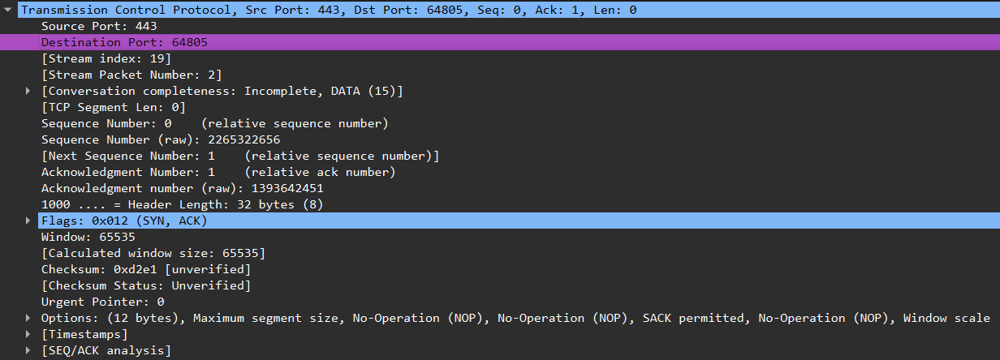 Transmission Control Protocol, Src Port: 443, Dst Port: 64805, Seq: 0, Ack: 1, Len: 0
Source Port: 443
Destination Port: 64805
[Stream index: 19]
[Stream Packet Number: 2]
[Conversation completeness: Incomplete, DATA (15)]
[TCP Segment Len: 0]
Sequence Number: 0    (relative sequence number)
Sequence Number (raw): 2265322656
[Next Sequence Number: 1    (relative sequence number)]
Acknowledgment Number: 1    (relative ack number)
Acknowledgment number (raw): 1393642451
1000 .... = Header Length: 32 bytes (8)
Flags: 0x012 (SYN, ACK)
Window: 65535
[Calculated window size: 65535]
Checksum: 0xd2e1 [unverified]
[Checksum Status: Unverified]
Urgent Pointer: 0
Options: (12 bytes), Maximum segment size, No-Operation (NOP), No-Operation (NOP), SACK permitted, No-Operation (NOP), Window scale
[Timestamps]
[SEQ/ACK analysis]